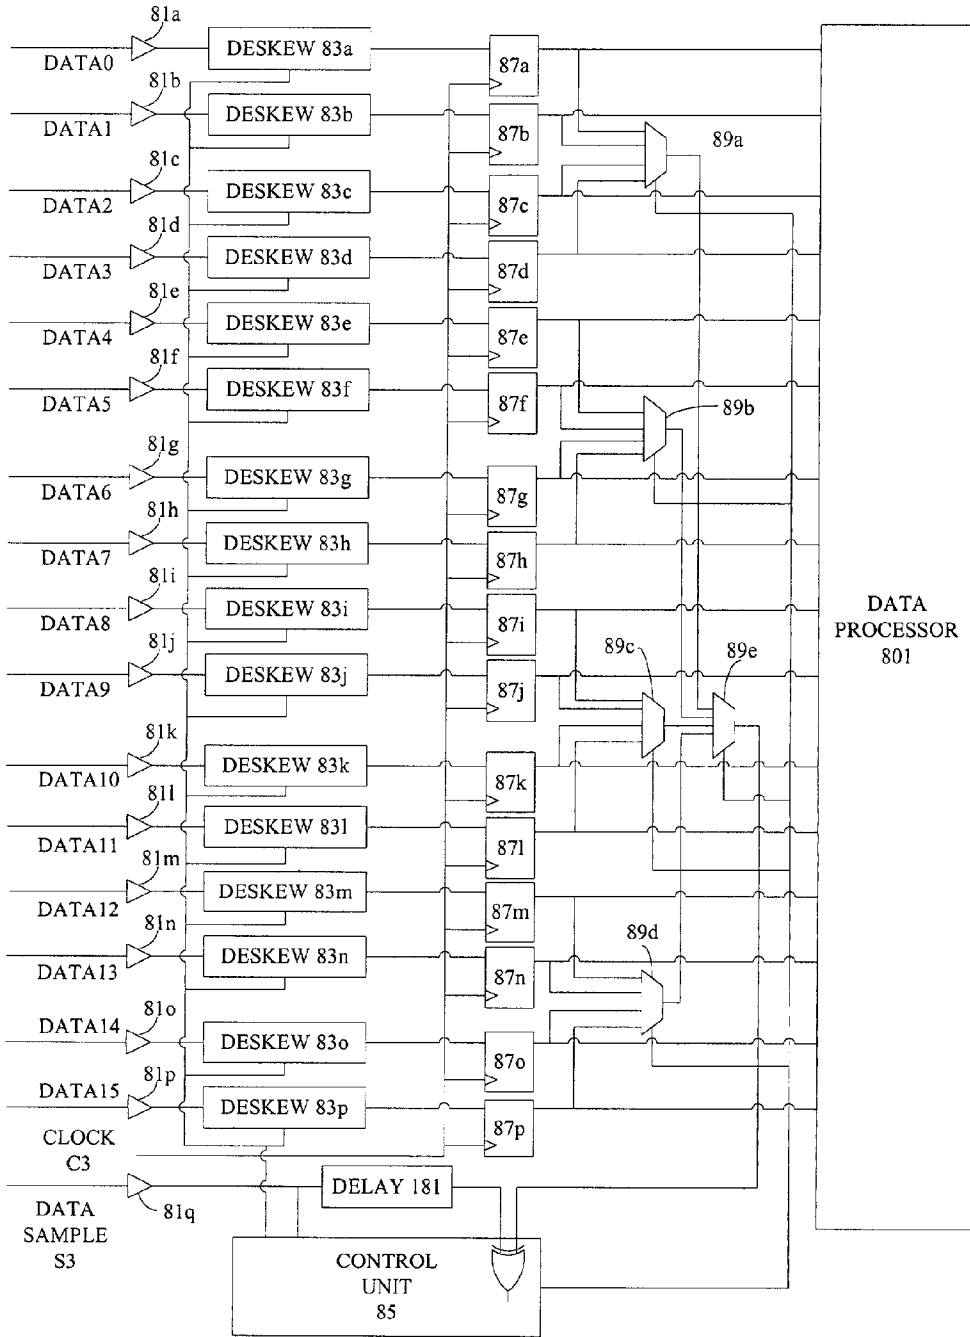 81a
DESKEW 83a
DATA0
87a
81b
DESKEW 83b
DATA1
87b
89a
81c
DESKEW 83c
DATA2
87c
81d
DESKEW 83d
DATA3
87d
81e
DESKEW 83e
DATA4
87e
81f
DESKEW 83f
DATA5
87f
89b
81g
DESKEW 83g
DATA6
87g
81h
DESKEW 83h
DATA7
87h
81i
DESKEW 83i
DATA8
87i
DATA
PROCESSOR
801
81j
DESKEW 83j
DATA9
87j
89c
89e
81k
DESKEW 83k
DATA10
87k
81l
DESKEW 83l
DATA11
87l
81m
DESKEW 83m
DATA12
87m
81n
DESKEW 83n
DATA13
87n
89d
81o
DATA14
DESKEW 83o
87o
81p
DATA15
DESKEW 83p
87p
CLOCK
C3
DELAY 181
81q
DATA
SAMPLE
S3
CONTROL
UNIT
85